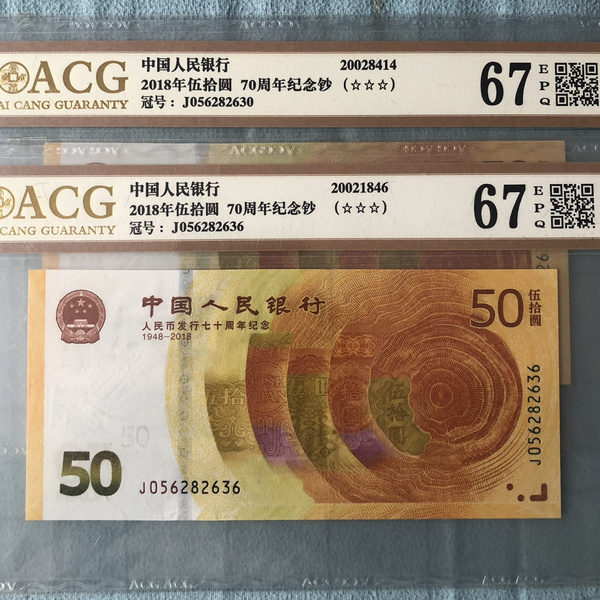 ACG
AI CANG GUARANTY
中国人民银行 20028414
2018年伍拾圆 70周年纪念钞 (☆☆☆)
冠号: J056282630
67 EPQ
ACG
CANG GUARANTY
中国人民银行 20021846
2018年伍拾圆 70周年纪念钞 (☆☆☆)
冠号: J056282636
67 EPQ
中国人民银行
人民币发行七十周年纪念
1948-2018
50 伍拾圆
伍拾圆
50
50
J056282636
J056282636
ACG ACG